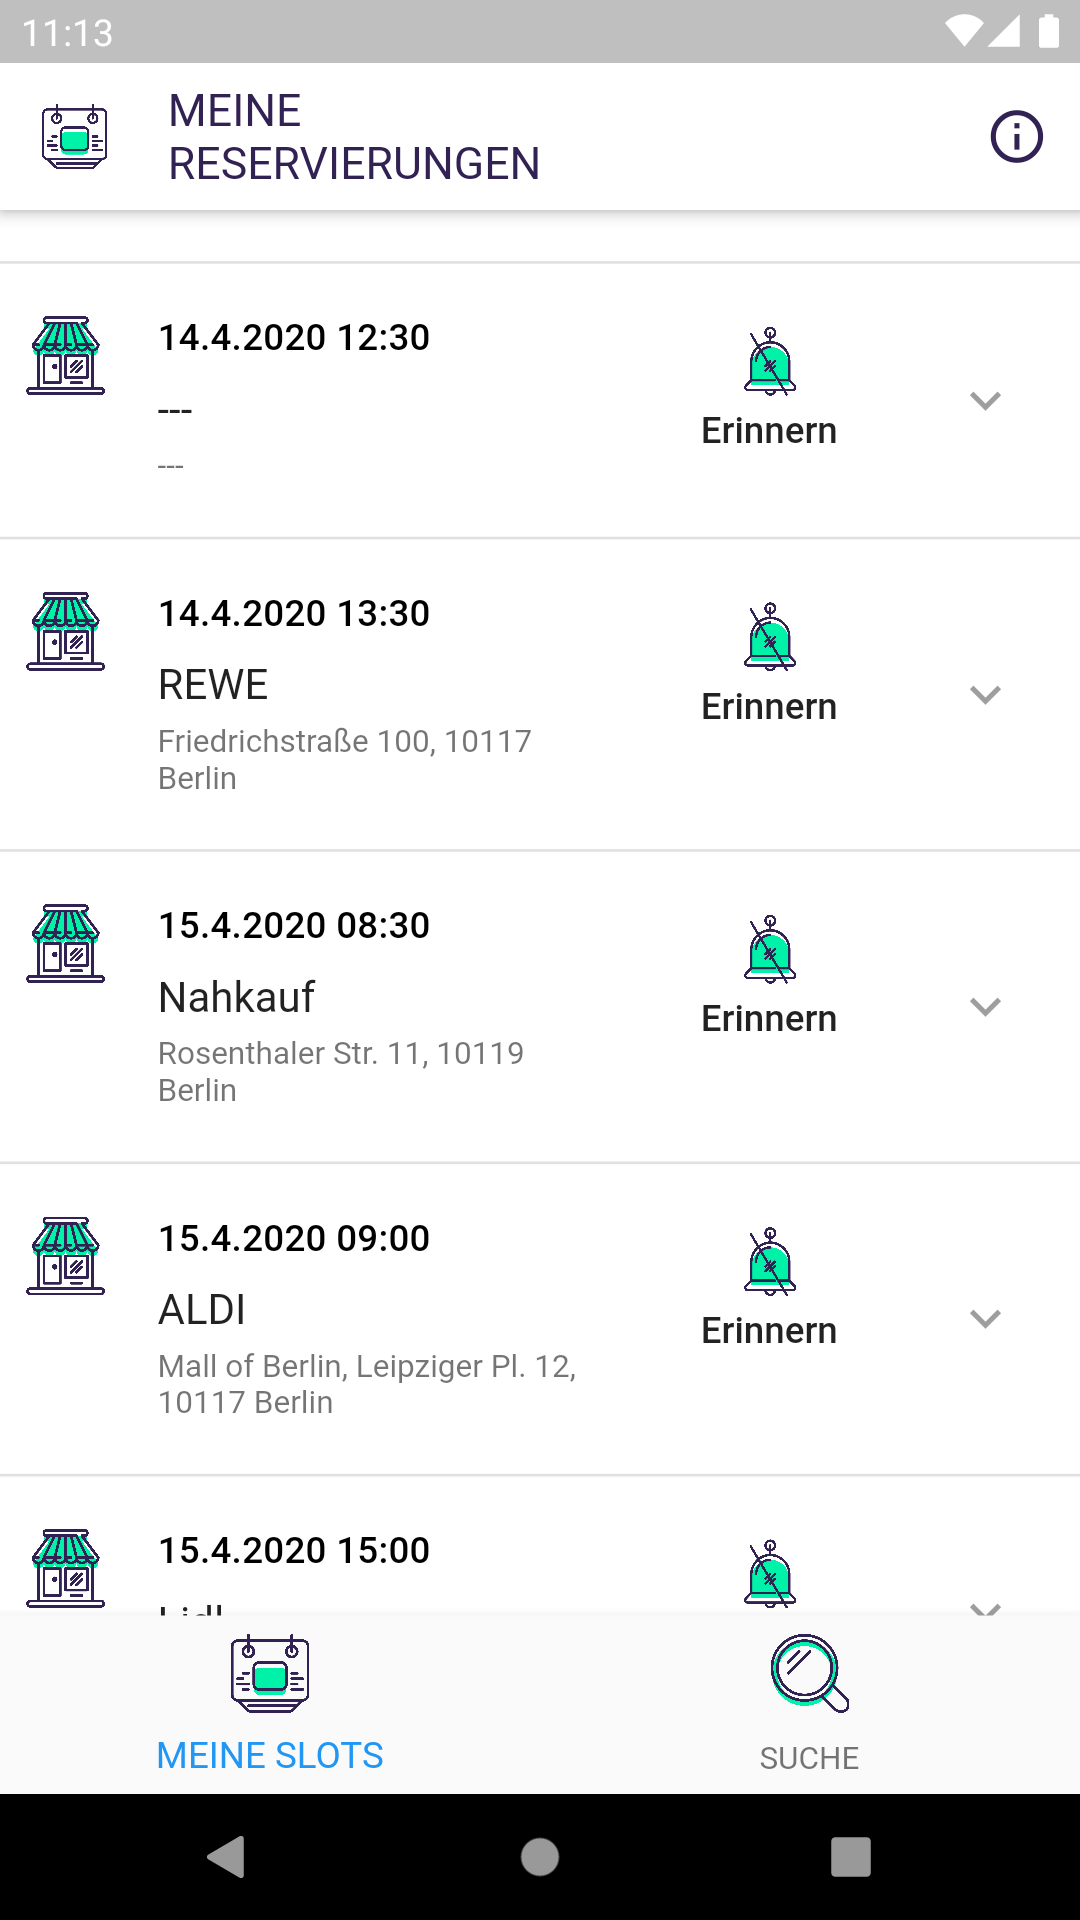 11:13
MEINE
RESERVIERUNGEN
14.4.2020 12:30
---
Erinnern
---
14.4.2020 13:30
REWE
Erinnern
Friedrichstraße 100, 10117
Berlin
15.4.2020 08:30
Nahkauf
Erinnern
Rosenthaler Str. 11, 10119
Berlin
15.4.2020 09:00
ALDI
Erinnern
Mall of Berlin, Leipziger Pl. 12,
10117 Berlin
15.4.2020 15:00
Lidl
MEINE SLOTS
SUCHE